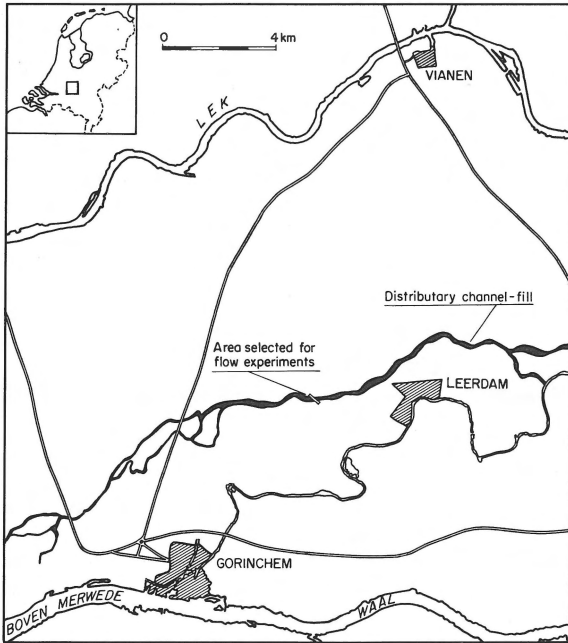 0 4 km
VIANEN
LEK
Distributary channel-fill
Area selected for
flow experiments
LEERDAM
GORINCHEM
BOVEN MERWEDE
WAAL